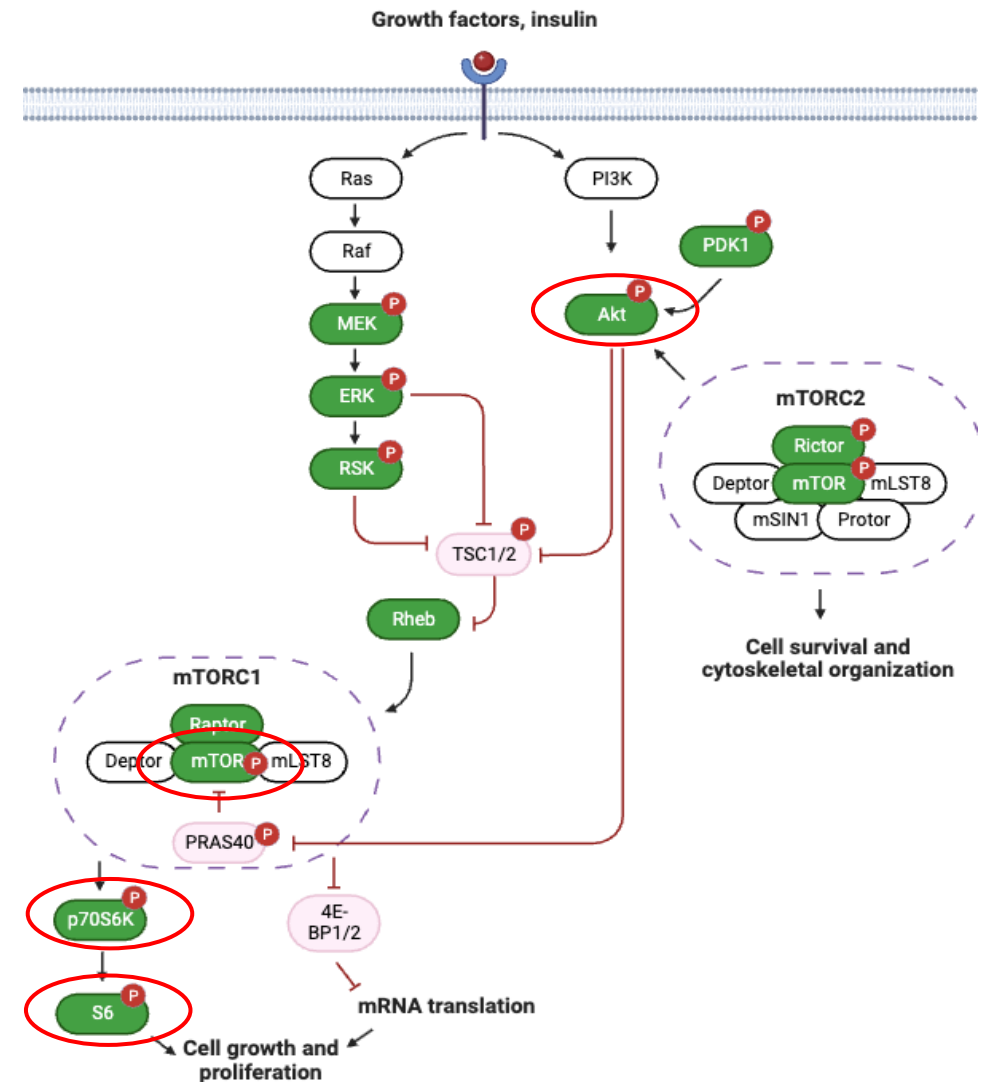 Growth factors, insulin
Ras
PI3K
P
PDK1
Raf
P
Akt
P
MEK
P
ERK
mTORC2
P
Rictor
P
RSK
P
Deptor
mTOR
mLST8
mSIN1
Protor
P
TSC1/2
Rheb
Cell survival and
cytoskeletal organization
mTORC1
Raptor
Deptor
mTOR
P
mLST8
PRAS40
P
P
p70S6K
4E-
BP1/2
P
S6
mRNA translation
Cell growth and
proliferation